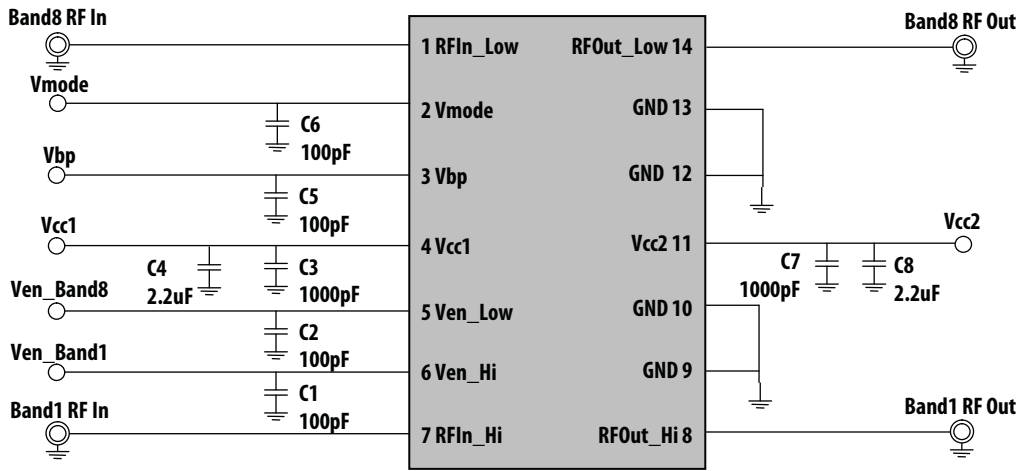 Band8 RF In
Vmode
C6
100pF
Vbp
C5
100pF
Vcc1
C4
2.2uF
C3
1000pF
Ven_Band8
C2
100pF
Ven_Band1
C1
100pF
Band1 RF In
1 RFIn_Low
2 Vmode
3 Vbp
4 Vcc1
5 Ven_Low
6 Ven_Hi
7 RFIn_Hi
RFOut_Low 14
GND 13
GND 12
Vcc2 11
GND 10
GND 9
RFOut_Hi 8
Band8 RF Out
Vcc2
C7
1000pF
C8
2.2uF
Band1 RF Out